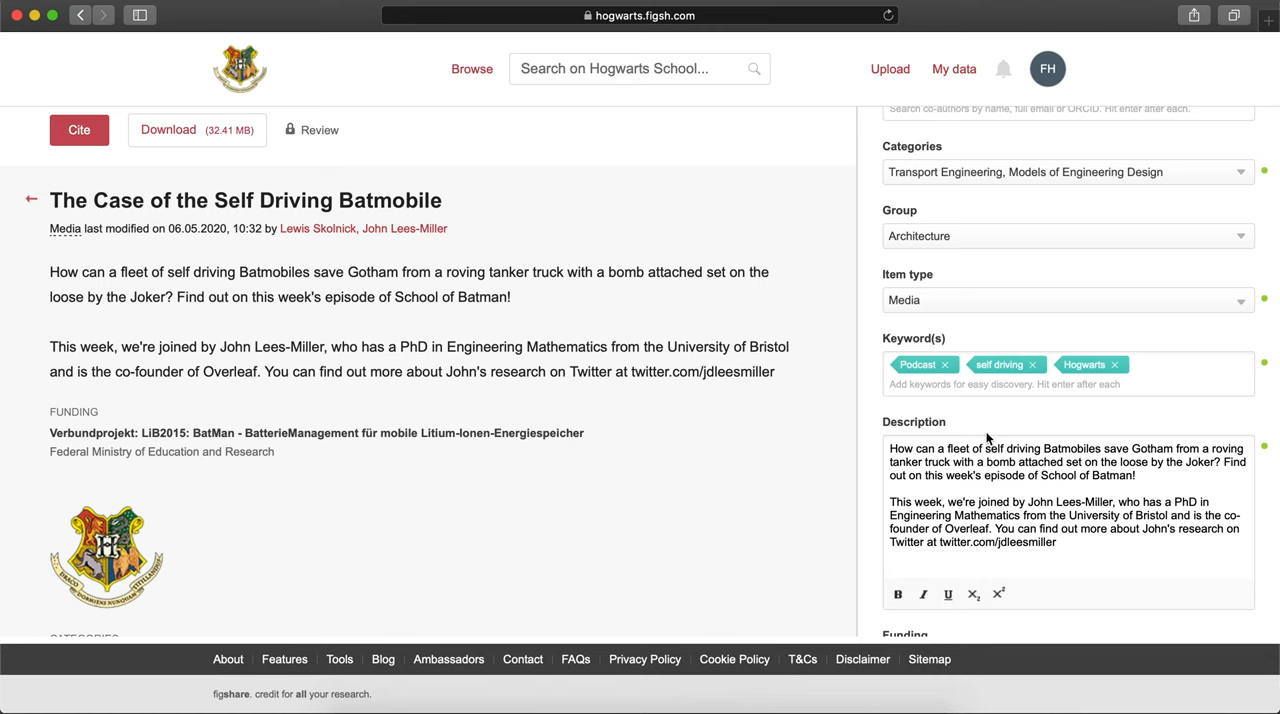 hogwarts.figsh.com
Browse
Search on Hogwarts School...
Upload
My data
FH
Cite
Download (32.41 MB)
Review
← The Case of the Self Driving Batmobile
Media last modified on 06.05.2020, 10:32 by Lewis Skolnick, John Lees-Miller
How can a fleet of self driving Batmobiles save Gotham from a roving tanker truck with a bomb attached set on the
loose by the Joker? Find out on this week's episode of School of Batman!
This week, we're joined by John Lees-Miller, who has a PhD in Engineering Mathematics from the University of Bristol
and is the co-founder of Overleaf. You can find out more about John's research on Twitter at twitter.com/jdleesmiller
FUNDING
Verbundprojekt: LiB2015: BatMan - BatterieManagement für mobile Litium-Ionen-Energiespeicher
Federal Ministry of Education and Research
H
DRACO DORMIENS NUNQUAM TITILLANDUS
CATEGORIES
Search co-authors by name, full email or ORCID. Hit enter after each.
Categories
Transport Engineering, Models of Engineering Design
Group
Architecture
Item type
Media
Keyword(s)
Podcast × self driving × Hogwarts ×
Add keywords for easy discovery. Hit enter after each
Description
How can a fleet of self driving Batmobiles save Gotham from a roving
tanker truck with a bomb attached set on the loose by the Joker? Find
out on this week's episode of School of Batman!
This week, we're joined by John Lees-Miller, who has a PhD in
Engineering Mathematics from the University of Bristol and is the co-
founder of Overleaf. You can find out more about John's research on
Twitter at twitter.com/jdleesmiller
B I U X₂ X²
Funding
About Features Tools Blog Ambassadors Contact FAQs Privacy Policy Cookie Policy T&Cs Disclaimer Sitemap
figshare. credit for all your research.